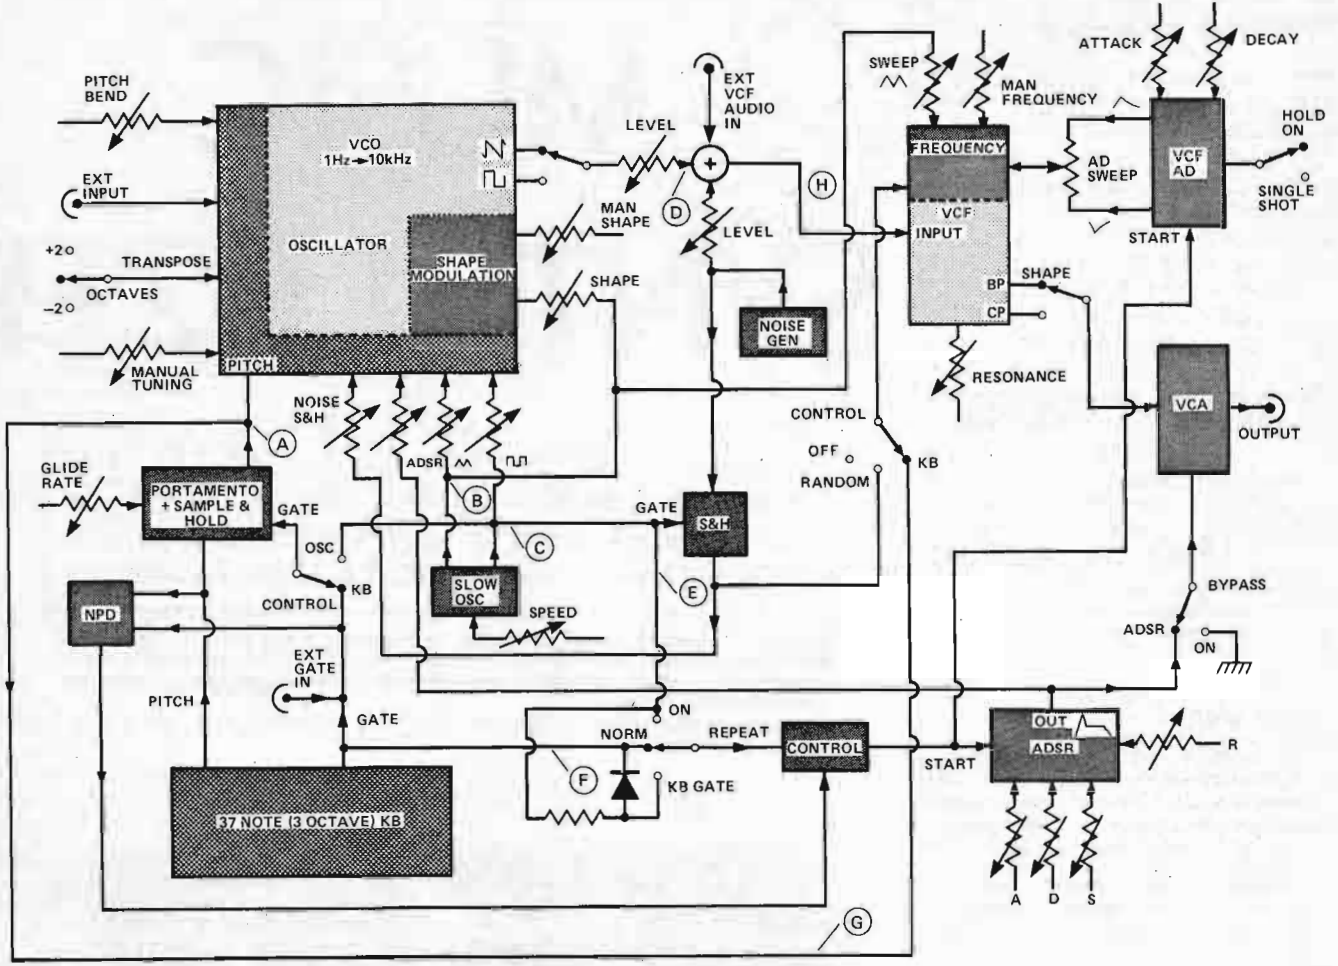 PITCH
BEND
EXT
INPUT
+2
TRANSPOSE
OCTAVES
-2
MANUAL
TUNING
VCO
1Hz→10kHz
OSCILLATOR
SHAPE
MODULATION
PITCH
LEVEL
MAN
SHAPE
SHAPE
EXT
VCF
AUDIO
IN
D
LEVEL
NOISE
GEN
H
SWEEP
MAN
FREQUENCY
FREQUENCY
VCF
INPUT
BP
CP
SHAPE
RESONANCE
ATTACK
DECAY
VCF
AD
AD
SWEEP
START
HOLD
ON
SINGLE
SHOT
VCA
OUTPUT
NOISE
S&H
ADSR
A
B
GLIDE
RATE
PORTAMENTO
+ SAMPLE &
HOLD
GATE
OSC
KB
CONTROL
NPD
C
SLOW
OSC
SPEED
GATE
S&H
E
CONTROL
OFF
RANDOM
KB
BYPASS
ADSR
ON
EXT
GATE
IN
PITCH
GATE
37 NOTE (3 OCTAVE) KB
F
NORM
ON
REPEAT
KB GATE
CONTROL
START
OUT
ADSR
R
A
D
S
G